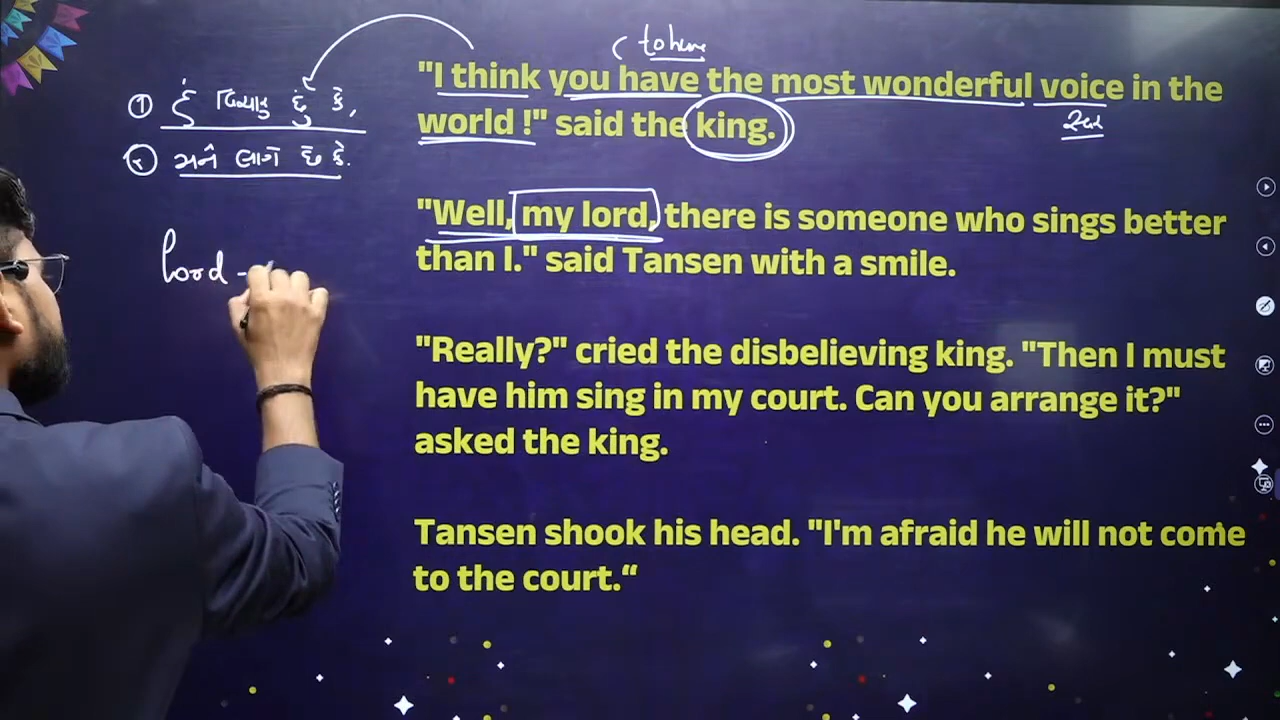 ( to have
"I think you have the most wonderful voice in the
world !" said the king.
સ્વર
① હું વિચારું છું કે,
② મને લાગે છે કે.
"Well, my lord, there is someone who sings better
than I." said Tansen with a smile.
Lord -
"Really?" cried the disbelieving king. "Then I must
have him sing in my court. Can you arrange it?"
asked the king.
Tansen shook his head. "I'm afraid he will not come
to the court.“